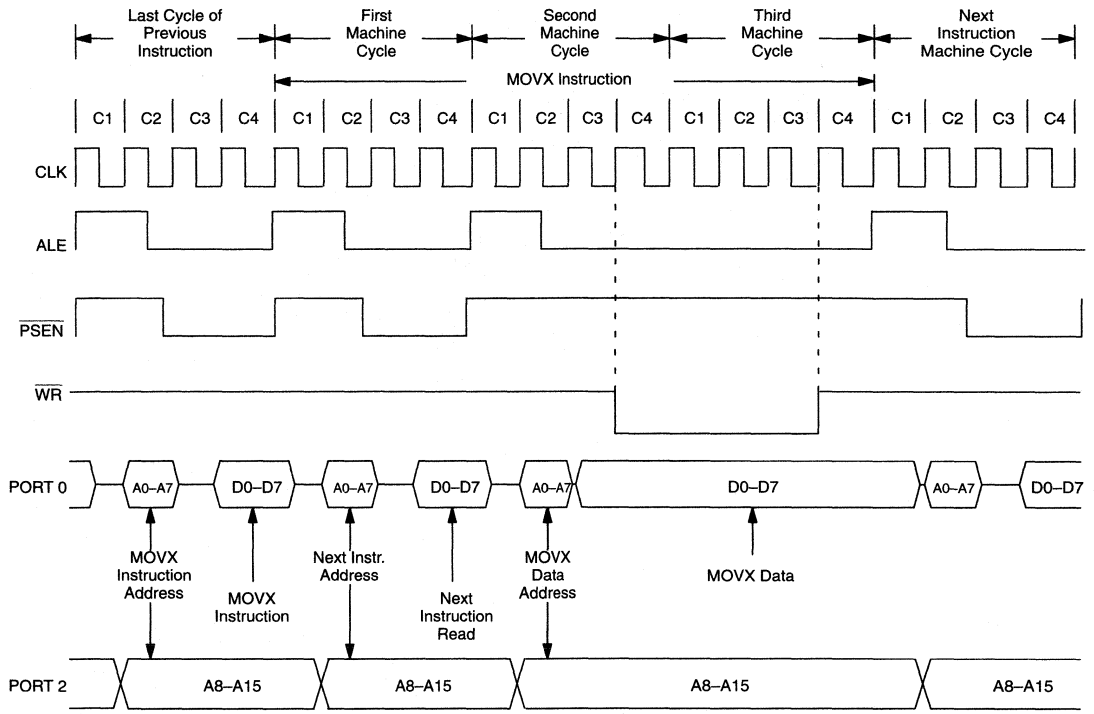 Last Cycle of
Previous
Instruction
First
Machine
Cycle
Second
Machine
Cycle
Third
Machine
Cycle
Next
Instruction
Machine Cycle
MOVX Instruction
C1 C2 C3 C4 C1 C2 C3 C4 C1 C2 C3 C4 C1 C2 C3 C4 C1 C2 C3 C4
CLK
ALE
PSEN
WR
PORT 0 A0–A7 D0–D7 A0–A7 D0–D7 A0–A7 D0–D7 A0–A7 D0–D7
MOVX
Instruction
Address
MOVX
Instruction
Next Instr.
Address
Next
Instruction
Read
MOVX
Data
Address
MOVX Data
PORT 2 A8–A15 A8–A15 A8–A15 A8–A15